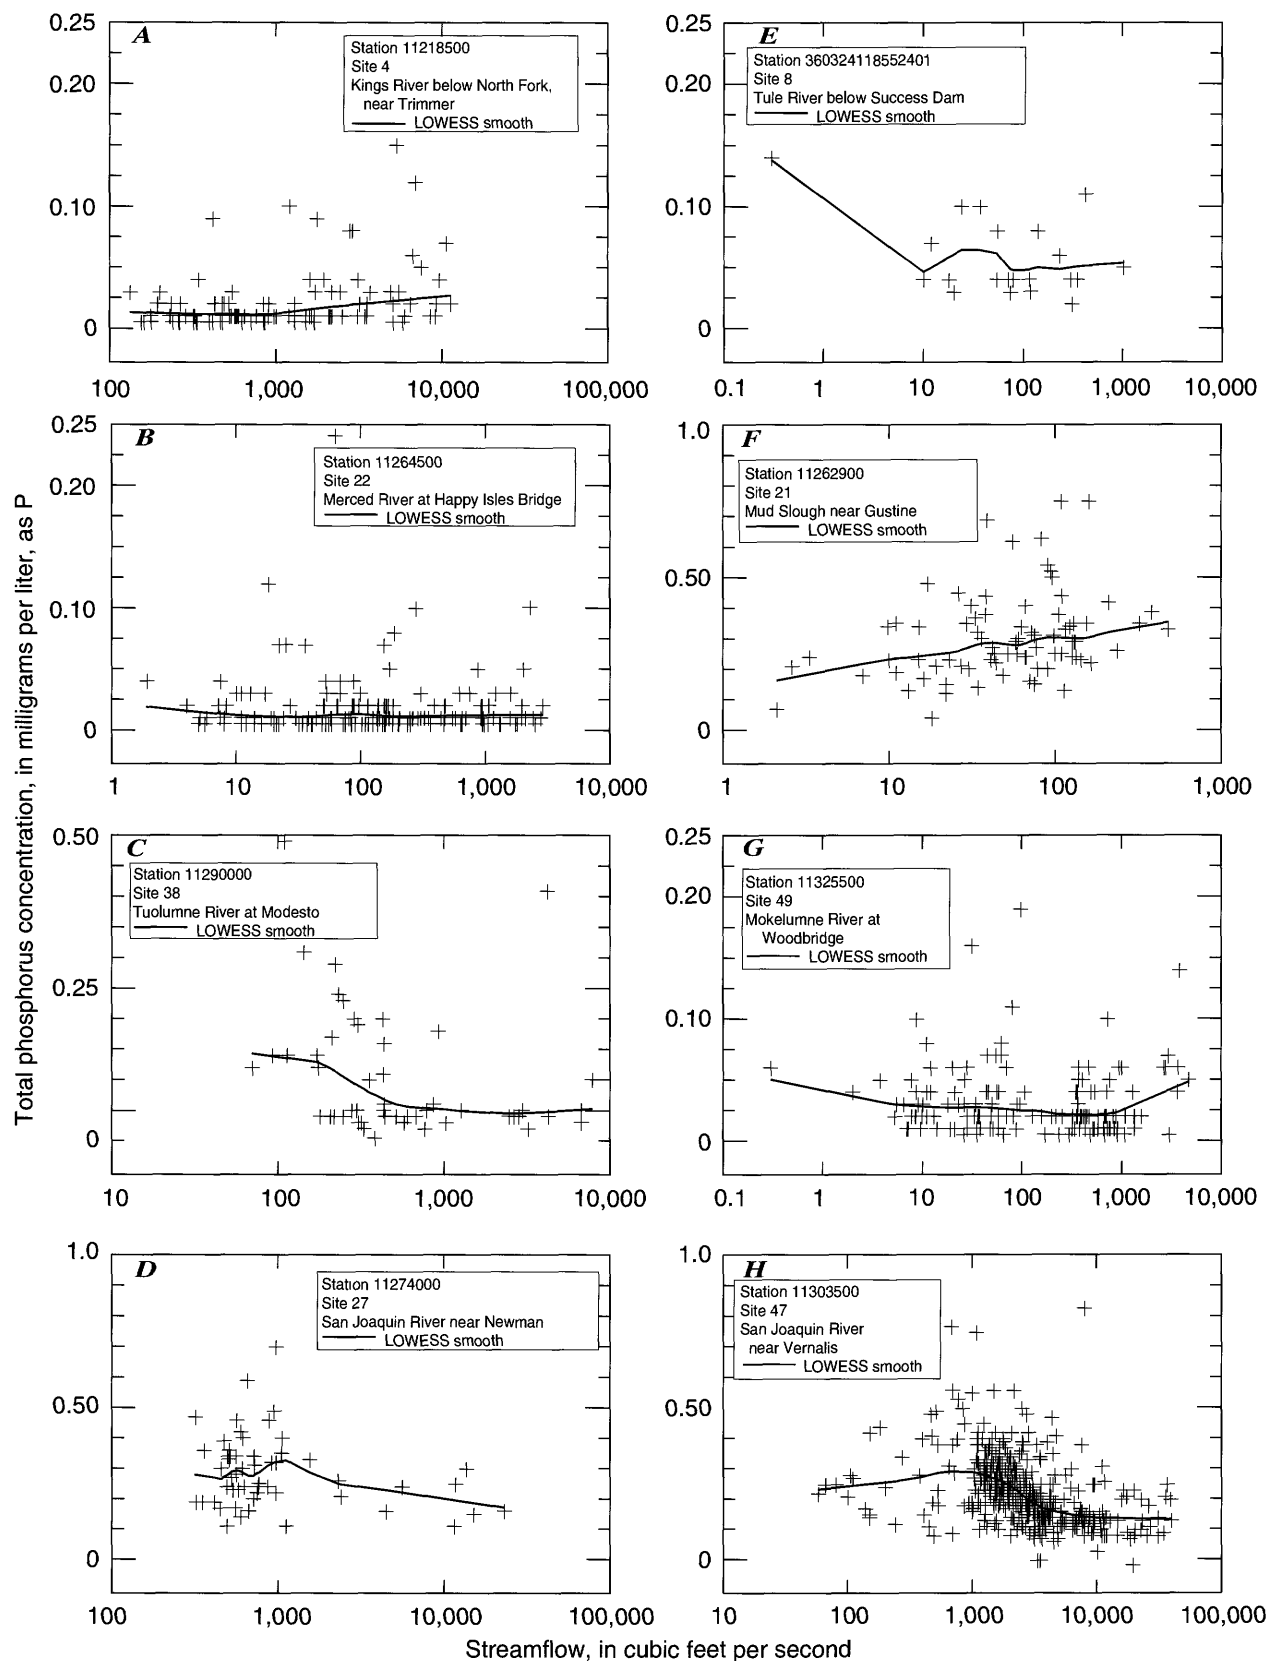 Total phosphorus concentration, in milligrams per liter, as P
A
Station 11218500
Site 4
Kings River below North Fork,
near Trimmer
LOWESS smooth
0.25
0.20
0.10
0
100 1,000 10,000 100,000
E
Station 360324118552401
Site 8
Tule River below Success Dam
LOWESS smooth
0.25
0.20
0.10
0
0.1 1 10 100 1,000 10,000
B
Station 11264500
Site 22
Merced River at Happy Isles Bridge
LOWESS smooth
0.25
0.20
0.10
0
1 10 100 1,000 10,000
F
Station 11262900
Site 21
Mud Slough near Gustine
LOWESS smooth
1.0
0.50
0
1 10 100 1,000
C
Station 11290000
Site 38
Tuolumne River at Modesto
LOWESS smooth
0.50
0.25
0
10 100 1,000 10,000
G
Station 11325500
Site 49
Mokelumne River at
Woodbridge
LOWESS smooth
0.25
0.20
0.10
0
0.1 1 10 100 1,000 10,000
D
Station 11274000
Site 27
San Joaquin River near Newman
LOWESS smooth
1.0
0.50
0
100 1,000 10,000 100,000
H
Station 11303500
Site 47
San Joaquin River
near Vernalis
LOWESS smooth
1.0
0.50
0
10 100 1,000 10,000 100,000
Streamflow, in cubic feet per second